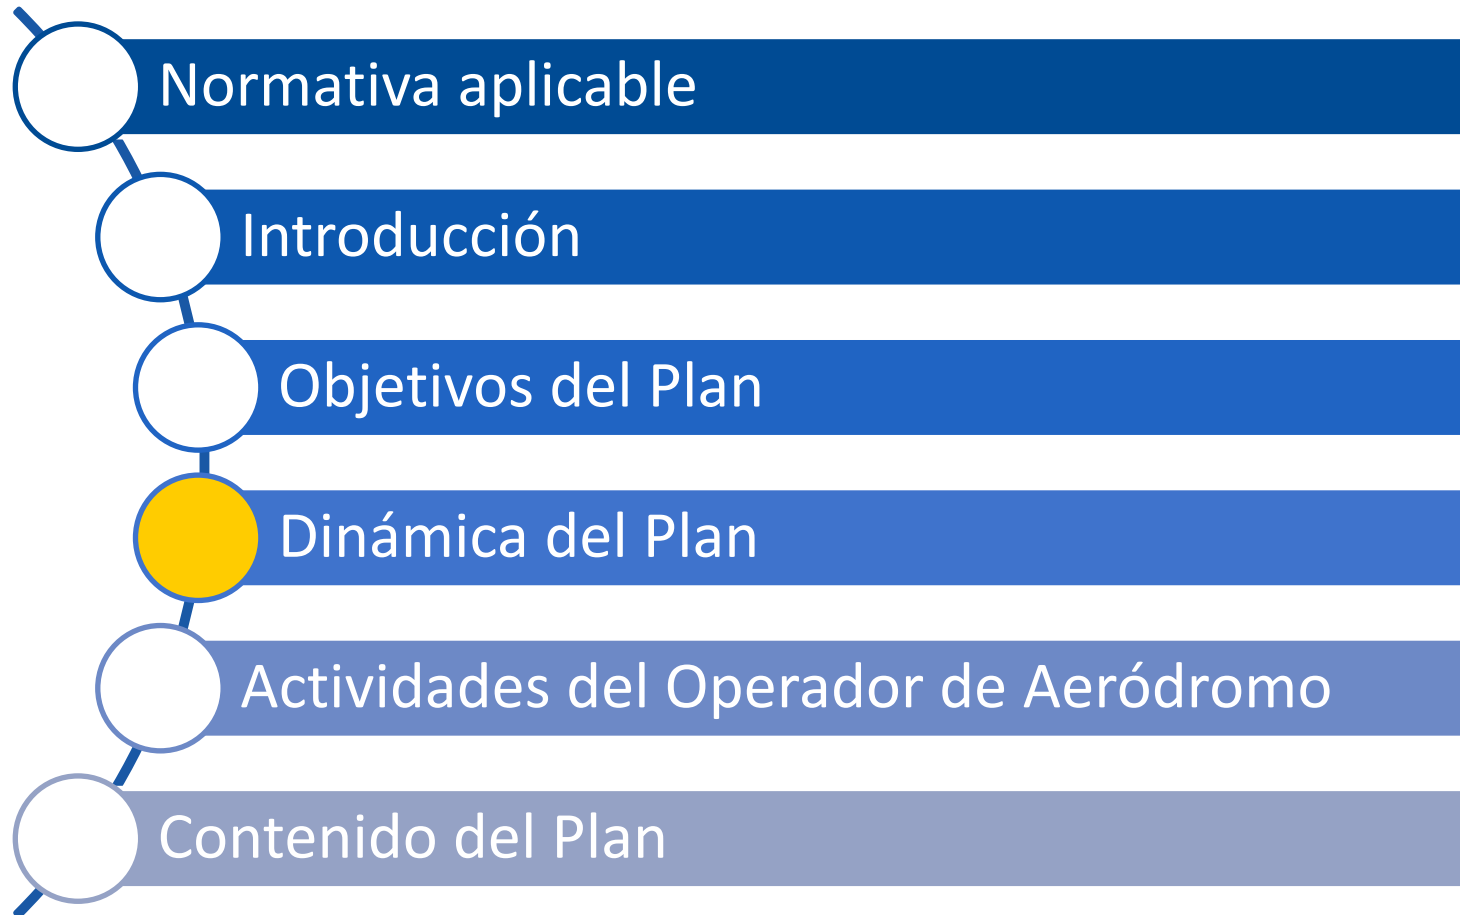 Normativa aplicable
Introducción
Objetivos del Plan
Dinámica del Plan
Actividades del Operador de Aeródromo
Contenido del Plan